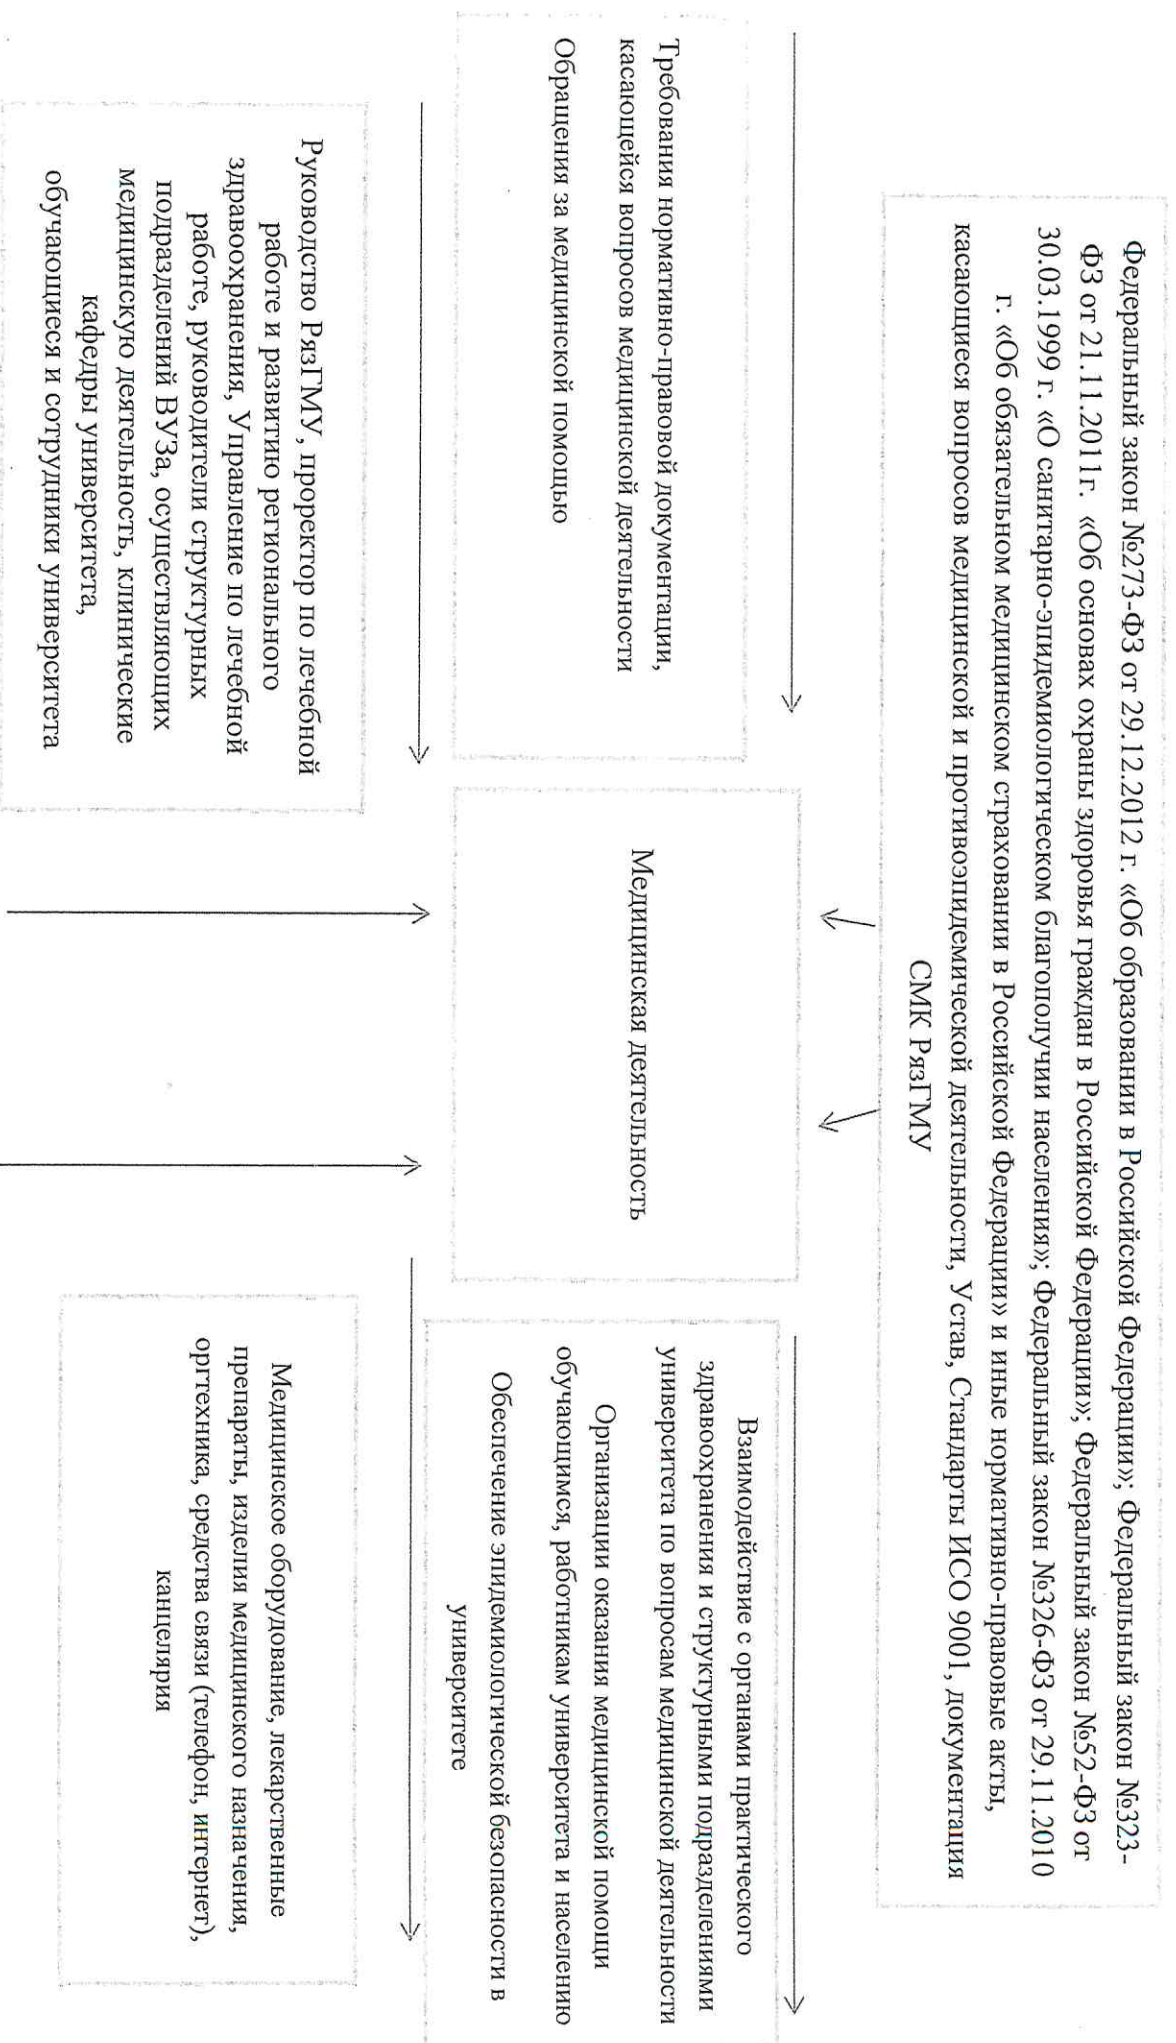 Федеральный закон №273-ФЗ от 29.12.2012 г. «Об образовании в Российской Федерации»; Федеральный закон №323-
ФЗ от 21.11.2011г. «Об основах охраны здоровья граждан в Российской Федерации»; Федеральный закон №52-ФЗ от
30.03.1999 г. «О санитарно-эпидемиологическом благополучии населения»; Федеральный закон №326-ФЗ от 29.11.2010
г. «Об обязательном медицинском страховании в Российской Федерации» и иные нормативно-правовые акты,
касающиеся вопросов медицинской и противоэпидемической деятельности, Устав, Стандарты ИСО 9001, документация
СМК РязГМУ
Требования нормативно-правовой документации,
касающейся вопросов медицинской деятельности
Обращения за медицинской помощью
Медицинская деятельность
Взаимодействие с органами практического
здравоохранения и структурными подразделениями
университета по вопросам медицинской деятельности
Организации оказания медицинской помощи
обучающимся, работникам университета и населению
Обеспечение эпидемиологической безопасности в
университете
Руководство РязГМУ, проректор по лечебной
работе и развитию регионального
здравоохранения, Управление по лечебной
работе, руководители структурных
подразделений ВУЗа, осуществляющих
медицинскую деятельность, клинические
кафедры университета,
обучающиеся и сотрудники университета
Медицинское оборудование, лекарственные
препараты, изделия медицинского назначения,
оргтехника, средства связи (телефон, интернет),
канцелярия